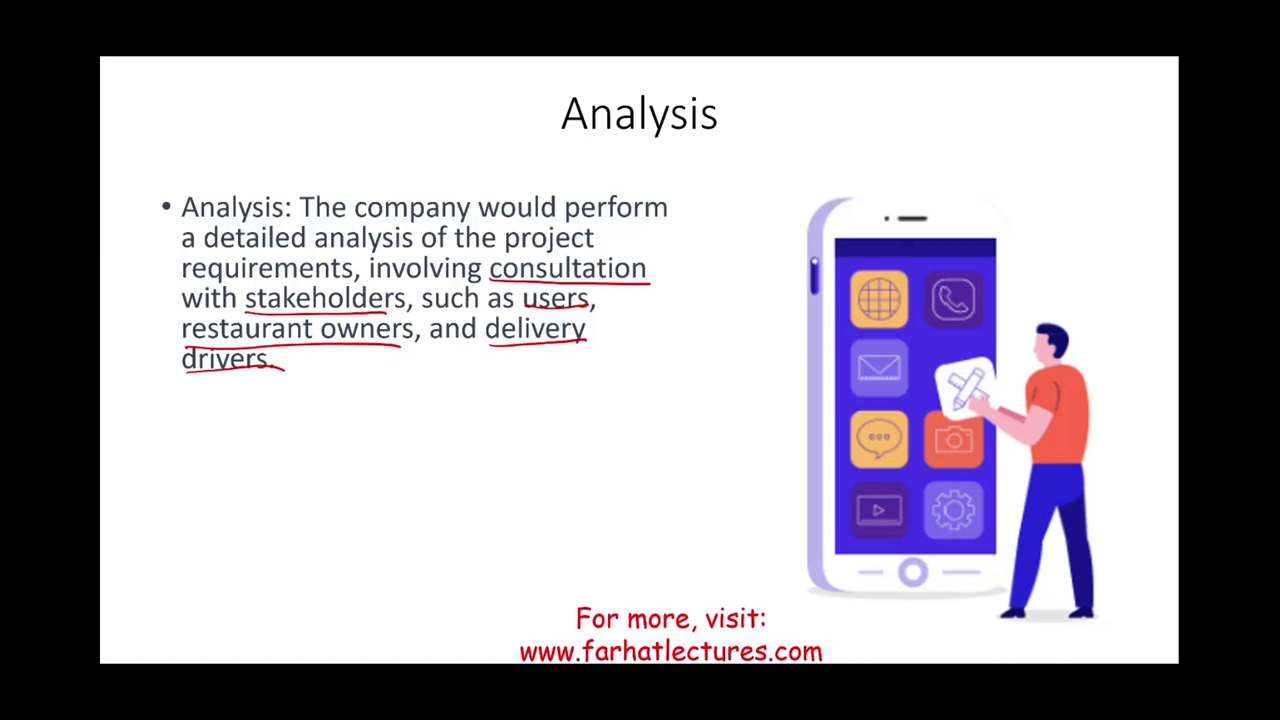 Analysis
• Analysis: The company would perform
a detailed analysis of the project
requirements, involving consultation
with stakeholders, such as users,
restaurant owners, and delivery
drivers.
For more, visit:
www.farhatlectures.com